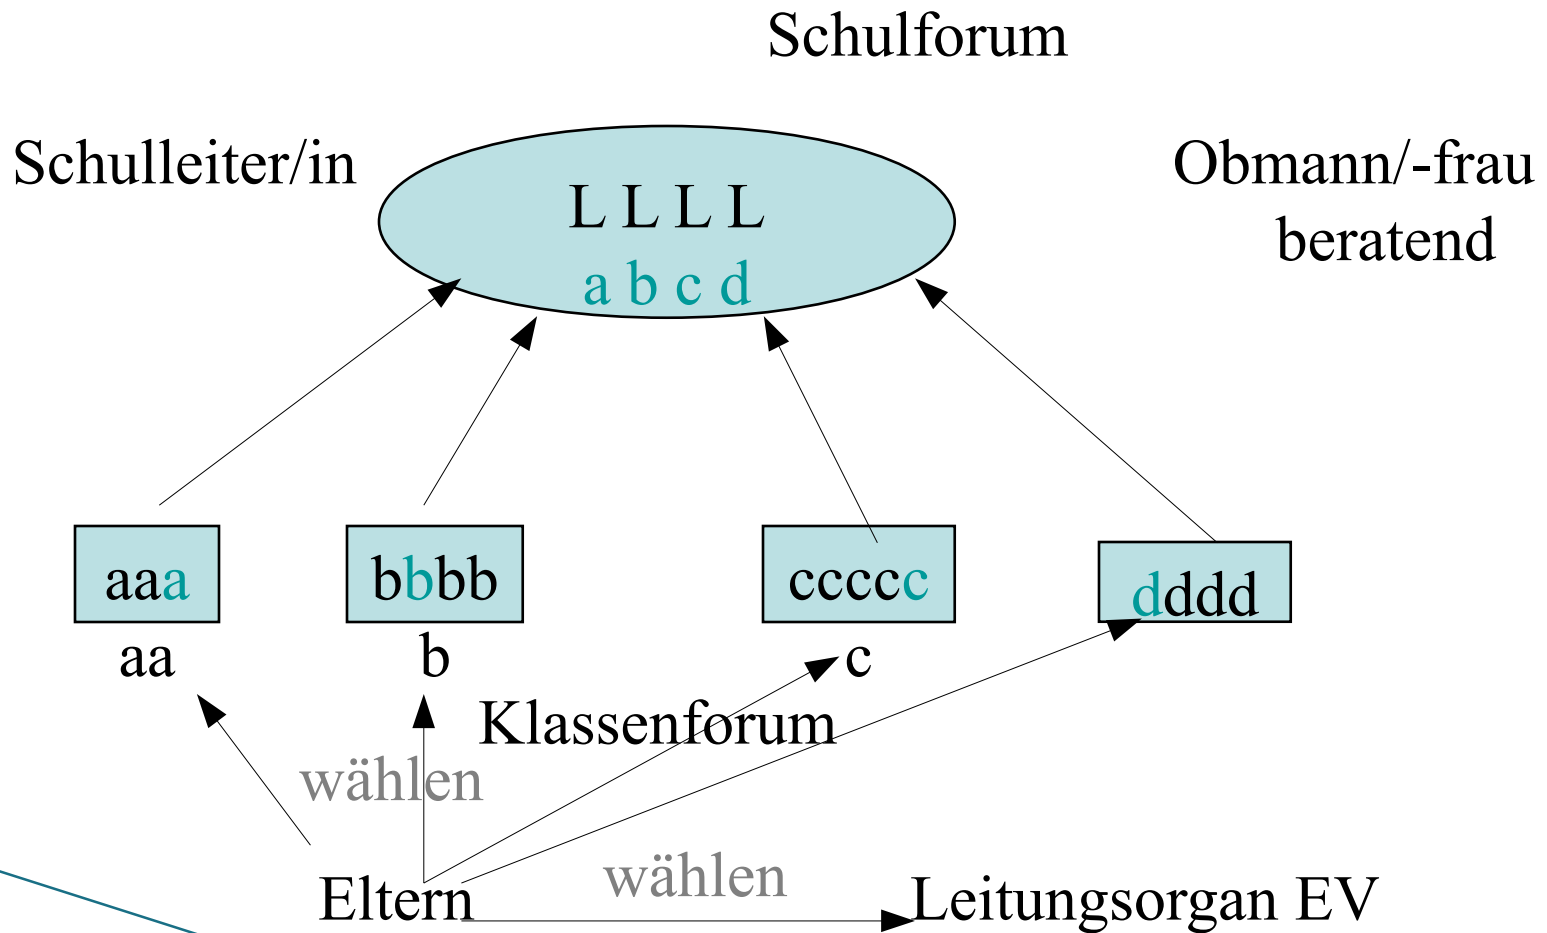 Schulforum
Schulleiter/in
Obmann/-frau
beratend
L L L L
a b c d
aaa
aa
bbbb
b
ccccc
c
dddd
Klassenforum
wählen
wählen
Eltern
Leitungsorgan EV